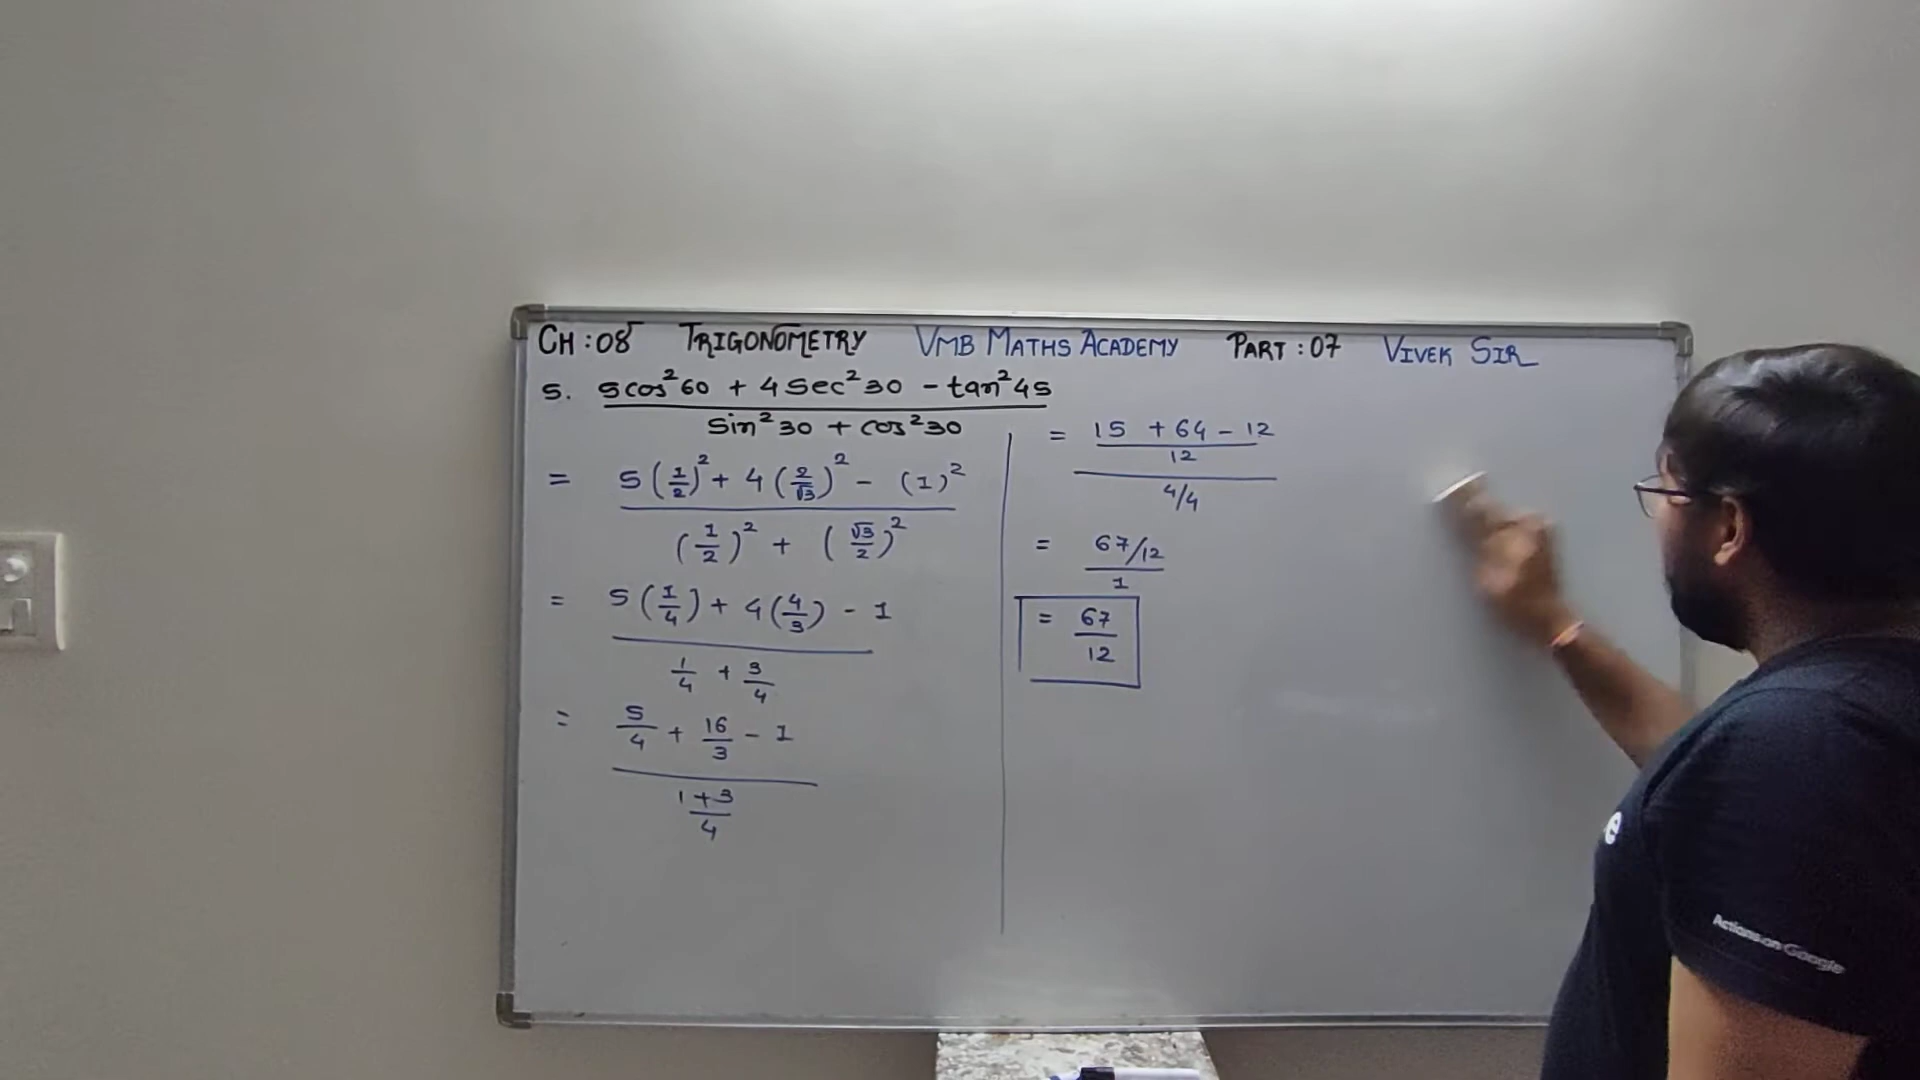 CH : 08 TRIGONOMETRY VMB MATHS ACADEMY PART : 07 VIVEK SIR
5. 5cos²60 + 4sec²30 - tan²45
sin²30 + cos²30
= 5(1/2)² + 4(2/√3)² - (1)²
(1/2)² + (√3/2)²
= 5(1/4) + 4(4/3) - 1
1/4 + 3/4
= 5/4 + 16/3 - 1
1+3
4
= 15 + 64 - 12
12
4/4
= 67/12
1
= 67
12
Actions on Google